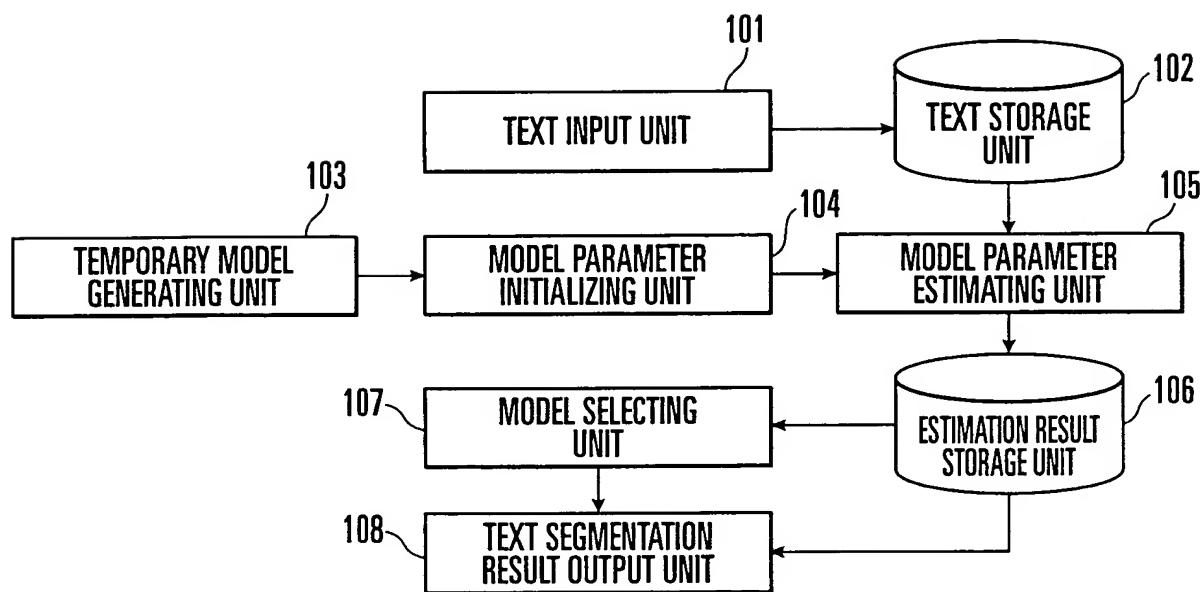 101
TEXT INPUT UNIT
102
TEXT STORAGE
UNIT
103
TEMPORARY MODEL
GENERATING UNIT
104
MODEL PARAMETER
INITIALIZING UNIT
105
MODEL PARAMETER
ESTIMATING UNIT
107
MODEL SELECTING
UNIT
106
ESTIMATION RESULT
STORAGE UNIT
108
TEXT SEGMENTATION
RESULT OUTPUT UNIT